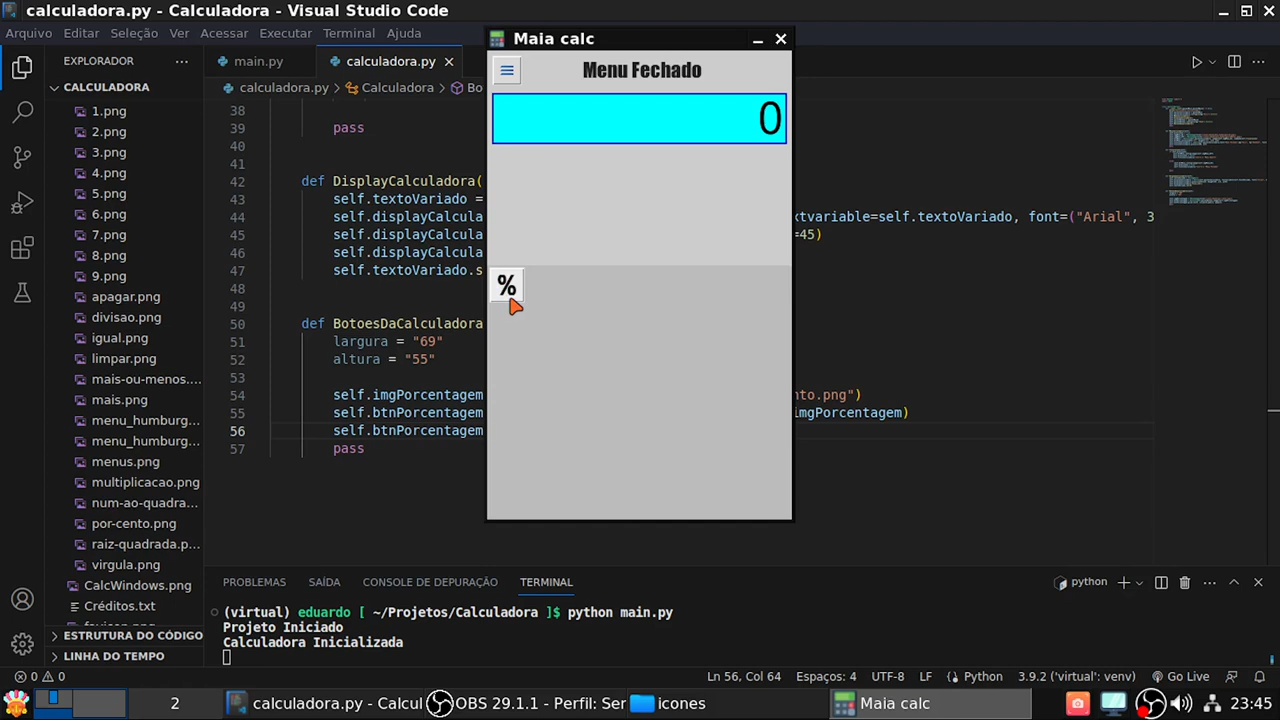 calculadora.py - Calculadora - Visual Studio Code
Arquivo Editar Seleção Ver Acessar Executar Terminal Ajuda
EXPLORADOR
CALCULADORA
1.png
2.png
3.png
4.png
5.png
6.png
7.png
8.png
9.png
apagar.png
divisao.png
igual.png
limpar.png
mais-ou-menos....
mais.png
menu_humburg...
menu_humburg...
menus.png
multiplicacao.png
num-ao-quadra...
por-cento.png
raiz-quadrada.p...
virgula.png
CalcWindows.png
Créditos.txt
ESTRUTURA DO CÓDIGO
LINHA DO TEMPO
main.py
calculadora.py
calculadora.py > Calculadora > Bo
38
39 pass
40
41
42 def DisplayCalculadora(
43 self.textoVariado =
44 self.displayCalcula xtvariable=self.textoVariado, font=("Arial", 3
45 self.displayCalcula =45)
46 self.displayCalcula
47 self.textoVariado.s
48
49
50 def BotoesDaCalculadora
51 largura = "69"
52 altura = "55"
53
54 self.imgPorcentagem nto.png")
55 self.btnPorcentagem imgPorcentagem)
56 self.btnPorcentagem
57 pass
Maia calc
Menu Fechado
0
%
PROBLEMAS SAÍDA CONSOLE DE DEPURAÇÃO TERMINAL
python
(virtual) eduardo [ ~/Projetos/Calculadora ]$ python main.py
Projeto Iniciado
Calculadora Inicializada
0 0
Ln 56, Col 64 Espaços: 4 UTF-8 LF Python 3.9.2 ('virtual': venv) Go Live
2
calculadora.py - Calcul
OBS 29.1.1 - Perfil: Ser
icones
Maia calc
23:45